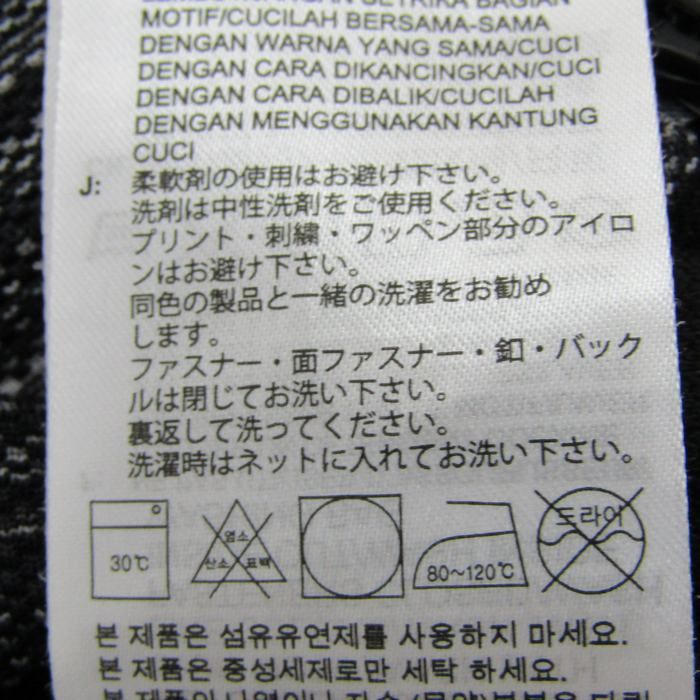 MOTIF/CUCILAH BERSAMA-SAMA
DENGAN WARNA YANG SAMA/CUCI
DENGAN CARA DIKANCINGKAN/CUCI
DENGAN CARA DIBALIK/CUCILAH
DENGAN MENGGUNAKAN KANTUNG
CUCI
J: 柔軟剤の使用はお避け下さい。
洗剤は中性洗剤をご使用ください。
プリント・刺繍・ワッペン部分のアイロ
ンはお避け下さい。
同色の製品と一緒の洗濯をお勧め
します。
ファスナー・面ファスナー・釦・バック
ルは閉じてお洗い下さい。
裏返して洗ってください。
洗濯時はネットに入れてお洗い下さい。
30℃
염소
산소 표백
80~120℃
드라이
본 제품은 섬유유연제를 사용하지 마세요.
본 제품은 중성세제로만 세탁 하세요.